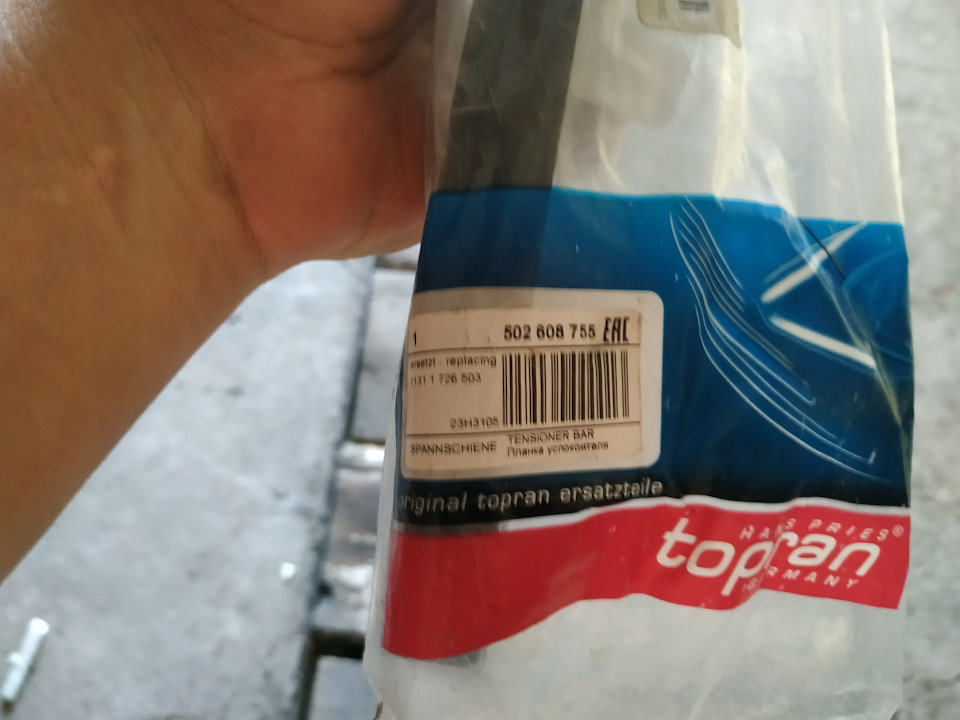 1 502 608 755 EAC
ersetzt - replacing
1131 1 726 503
23H3105
SPANNSCHIENE TENSIONER BAR
Планка успокоителя
original topran ersatzteile
HANS PRIES®
topran
GERMANY